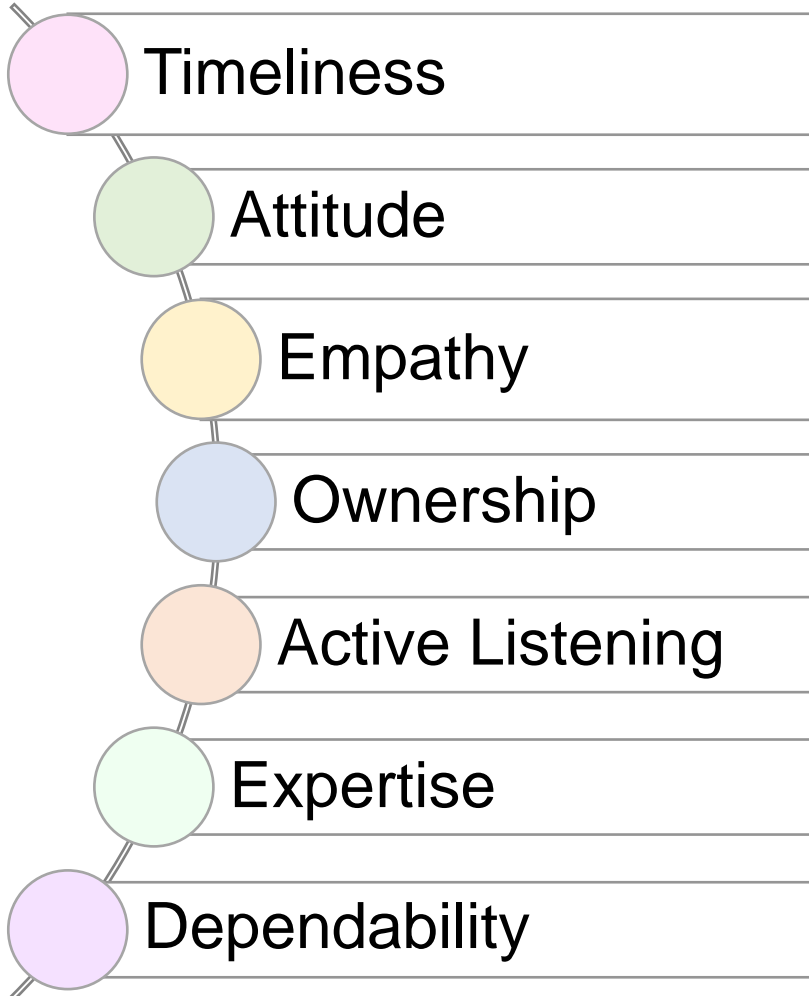 Timeliness
Attitude
Empathy
Ownership
Active Listening
Expertise
Dependability